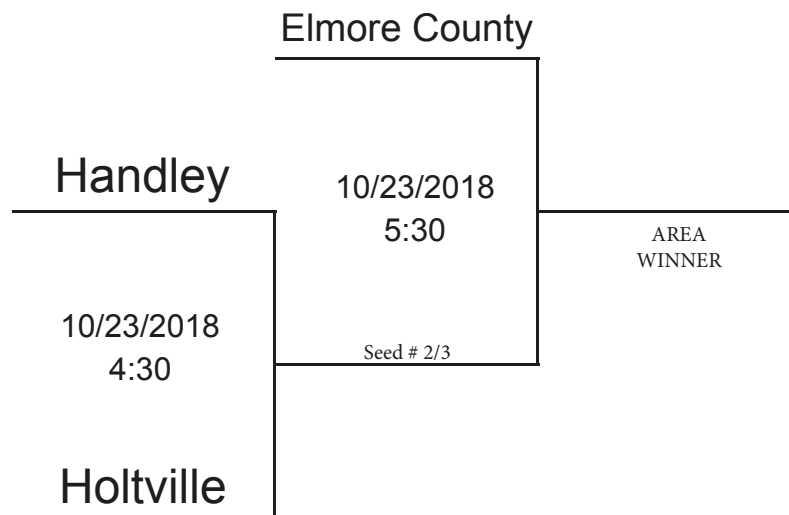 Elmore County
Handley
10/23/2018
5:30
AREA
WINNER
10/23/2018
4:30
Seed # 2/3
Holtville